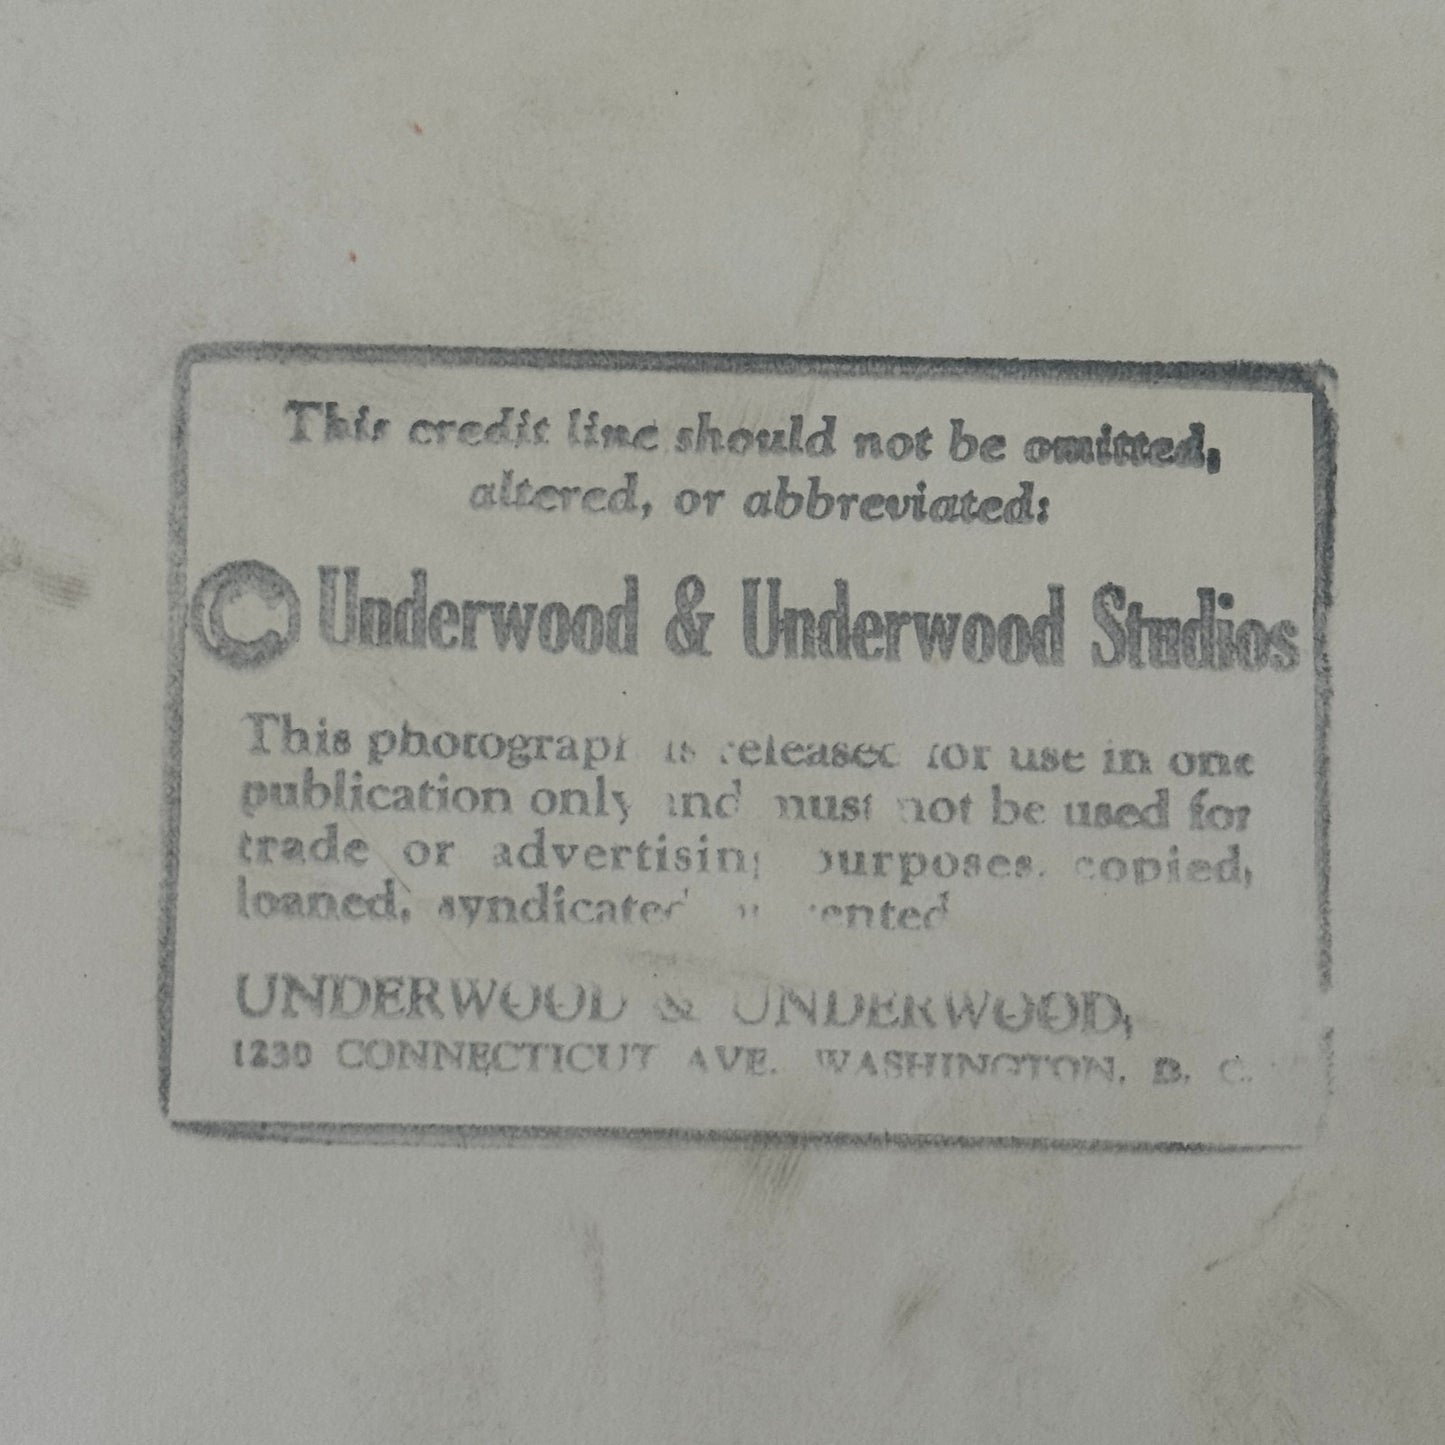 This credit line should not be omitted,
altered, or abbreviated:
© Underwood & Underwood Studios
This photograph is released for use in one
publication only and must not be used for
trade or advertising purposes, copied,
loaned, syndicated rented
UNDERWOOD & UNDERWOOD,
1230 CONNECTICUT AVE. WASHINGTON, D. C.